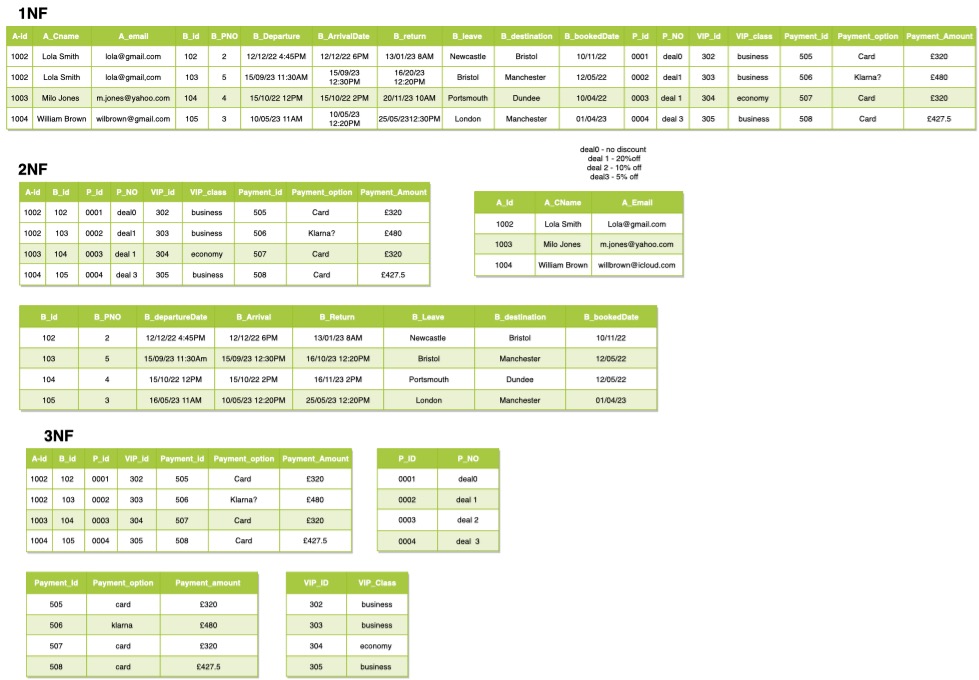 1NF
A-id A_Cname A_email B_id B_PNO B_Departure B_ArrivalDate B_return B_leave B_destination B_bookedDate P_id P_NO VIP_id VIP_class Payment_id Payment_option Payment_Amount
1002 Lola Smith lola@gmail.com 102 2 12/12/22 4:45PM 12/12/22 6PM 13/01/23 8AM Newcastle Bristol 10/11/22 0001 deal0 302 business 505 Card £320
1002 Lola Smith lola@gmail,com 103 5 15/09/23 11:30AM 15/09/23 12:30PM 16/20/23 12:20PM Bristol Manchester 12/05/22 0002 deal1 303 business 506 Klarna? £480
1003 Milo Jones m.jones@yahoo.com 104 4 15/10/22 12PM 15/10/22 2PM 20/11/23 10AM Portsmouth Dundee 10/04/22 0003 deal 1 304 economy 507 Card £320
1004 William Brown wilbrown@gmail.com 105 3 10/05/23 11AM 10/05/23 12:20PM 25/05/2312:30PM London Manchester 01/04/23 0004 deal 3 305 business 508 Card £427.5
deal0 - no discount
deal 1 - 20%off
deal 2 - 10% off
deal3 - 5% off
2NF
A-id B_id P_id P_NO VIP_id VIP_class Payment_id Payment_option Payment_Amount
1002 102 0001 deal0 302 business 505 Card £320
1002 103 0002 deal1 303 business 506 Klarna? £480
1003 104 0003 deal 1 304 economy 507 Card £320
1004 105 0004 deal 3 305 business 508 Card £427.5
A_Id A_CName A_Email
1002 Lola Smith Lola@gmail.com
1003 Milo Jones m.jones@yahoo.com
1004 William Brown willbrown@icloud.com
B_id B_PNO B_departureDate B_Arrival B_Return B_Leave B_destination B_bookedDate
102 2 12/12/22 4:45PM 12/12/22 6PM 13/01/23 8AM Newcastle Bristol 10/11/22
103 5 15/09/23 11:30Am 15/09/23 12:30PM 16/10/23 12:20PM Bristol Manchester 12/05/22
104 4 15/10/22 12PM 15/10/22 2PM 16/11/23 2PM Portsmouth Dundee 12/05/22
105 3 16/05/23 11AM 10/05/23 12:20PM 25/05/23 12:20PM London Manchester 01/04/23
3NF
A-id B_id P_id VIP_id Payment_id Payment_option Payment_Amount
1002 102 0001 302 505 Card £320
1002 103 0002 303 506 Klarna? £480
1003 104 0003 304 507 Card £320
1004 105 0004 305 508 Card £427.5
P_ID P_NO
0001 deal0
0002 deal 1
0003 deal 2
0004 deal 3
Payment_Id Payment_option Payment_amount
505 card £320
506 klarna £480
507 card £320
508 card £427.5
VIP_ID VIP_Class
302 business
303 business
304 economy
305 business